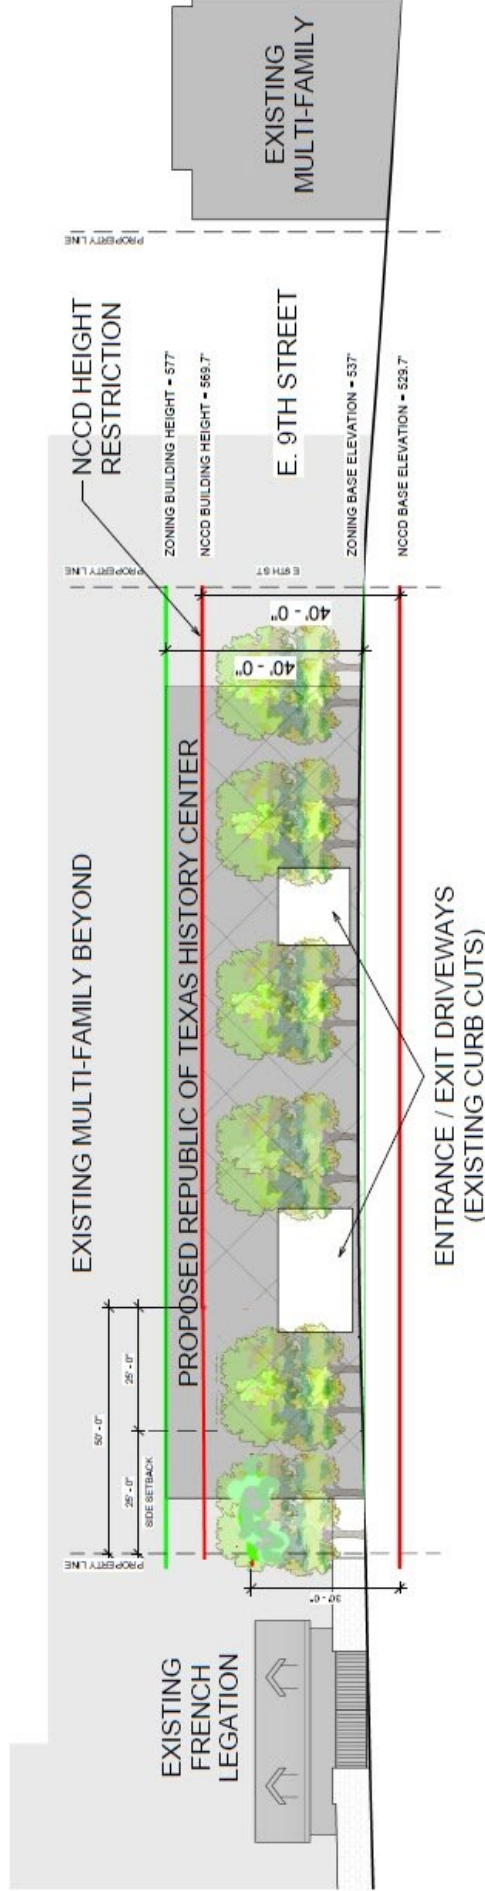 EXISTING
FRENCH
LEGATION
PROPERTY LINE
50' - 0"
25' - 0"
25' - 0"
SIDE SETBACK
30' - 0"
EXISTING MULTI-FAMILY BEYOND
PROPOSED REPUBLIC OF TEXAS HISTORY CENTER
ENTRANCE / EXIT DRIVEWAYS
(EXISTING CURB CUTS)
40' - 0"
40' - 0"
PROPERTY LINE
E 9TH ST
NCCD HEIGHT
RESTRICTION
ZONING BUILDING HEIGHT = 577'
NCCD BUILDING HEIGHT = 569.7'
E. 9TH STREET
ZONING BASE ELEVATION = 537'
NCCD BASE ELEVATION = 529.7'
PROPERTY LINE
EXISTING
MULTI-FAMILY